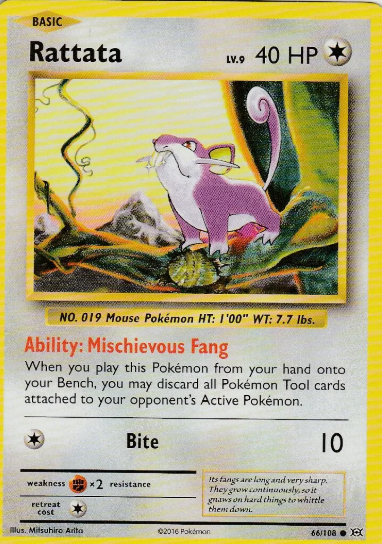 BASIC
Rattata LV.9 40 HP
NO. 019 Mouse Pokémon HT: 1'00" WT: 7.7 lbs.
Ability: Mischievous Fang
When you play this Pokémon from your hand onto
your Bench, you may discard all Pokémon Tool cards
attached to your opponent's Active Pokémon.
Bite 10
weakness ×2 resistance
retreat
cost
Its fangs are long and very sharp.
They grow continuously, so it
gnaws on hard things to whittle
them down.
Illus. Mitsuhiro Arita ©2016 Pokémon 66/108